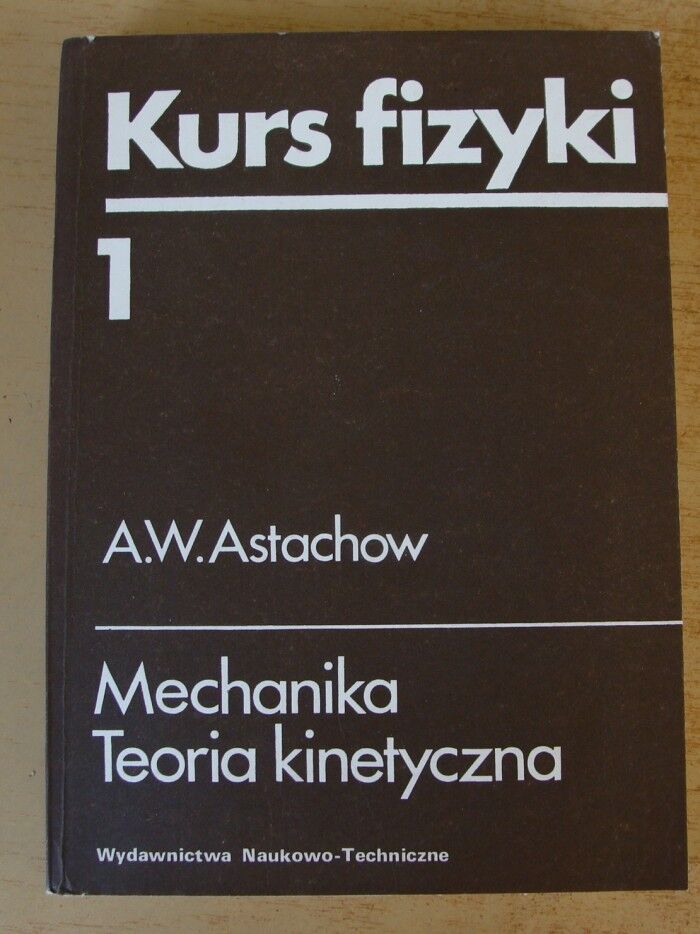 Kurs fizyki
1
A.W. Astachow
Mechanika
Teoria kinetyczna
Wydawnictwa Naukowo-Techniczne